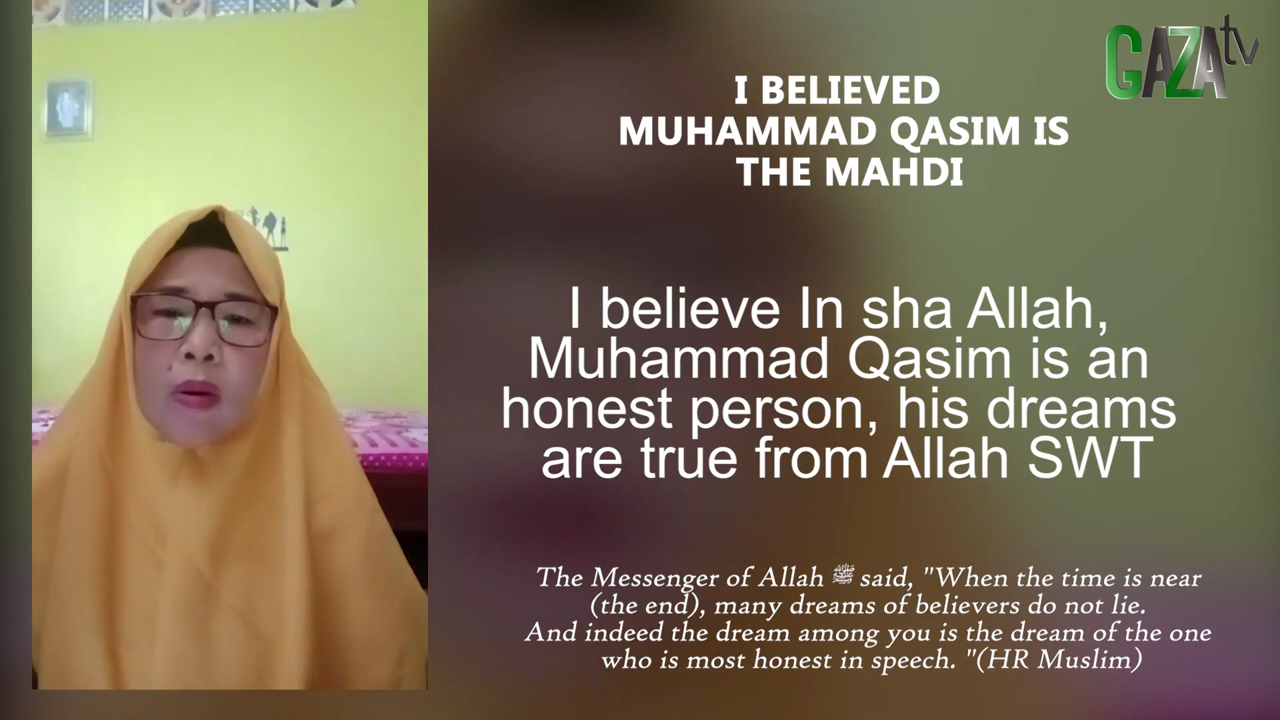 GAZA tv
I BELIEVED
MUHAMMAD QASIM IS
THE MAHDI
I believe In sha Allah,
Muhammad Qasim is an
honest person, his dreams
are true from Allah SWT
The Messenger of Allah ﷺ said, "When the time is near
(the end), many dreams of believers do not lie.
And indeed the dream among you is the dream of the one
who is most honest in speech. "(HR Muslim)